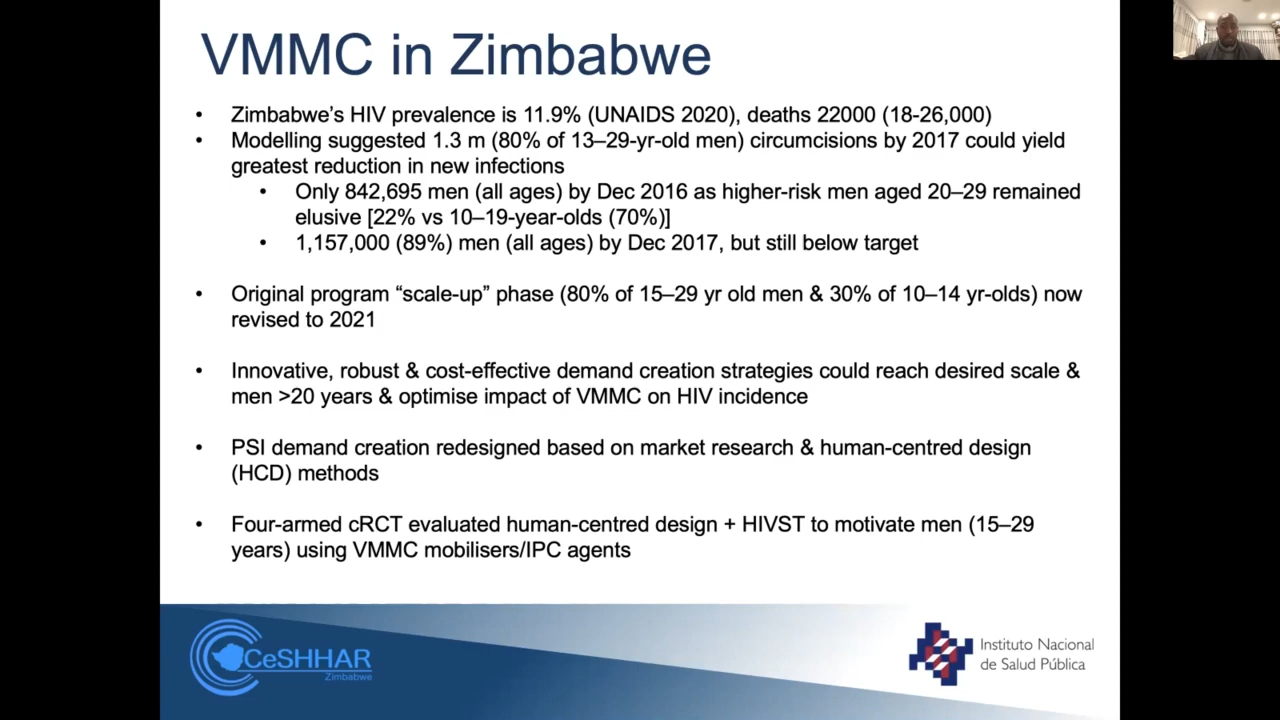 VMMC in Zimbabwe
• Zimbabwe’s HIV prevalence is 11.9% (UNAIDS 2020), deaths 22000 (18-26,000)
• Modelling suggested 1.3 m (80% of 13–29-yr-old men) circumcisions by 2017 could yield
greatest reduction in new infections
• Only 842,695 men (all ages) by Dec 2016 as higher-risk men aged 20–29 remained
elusive [22% vs 10–19-year-olds (70%)]
• 1,157,000 (89%) men (all ages) by Dec 2017, but still below target
• Original program “scale-up” phase (80% of 15–29 yr old men & 30% of 10–14 yr-olds) now
revised to 2021
• Innovative, robust & cost-effective demand creation strategies could reach desired scale &
men >20 years & optimise impact of VMMC on HIV incidence
• PSI demand creation redesigned based on market research & human-centred design
(HCD) methods
• Four-armed cRCT evaluated human-centred design + HIVST to motivate men (15–29
years) using VMMC mobilisers/IPC agents
CeSHHAR
Zimbabwe
Instituto Nacional
de Salud Pública